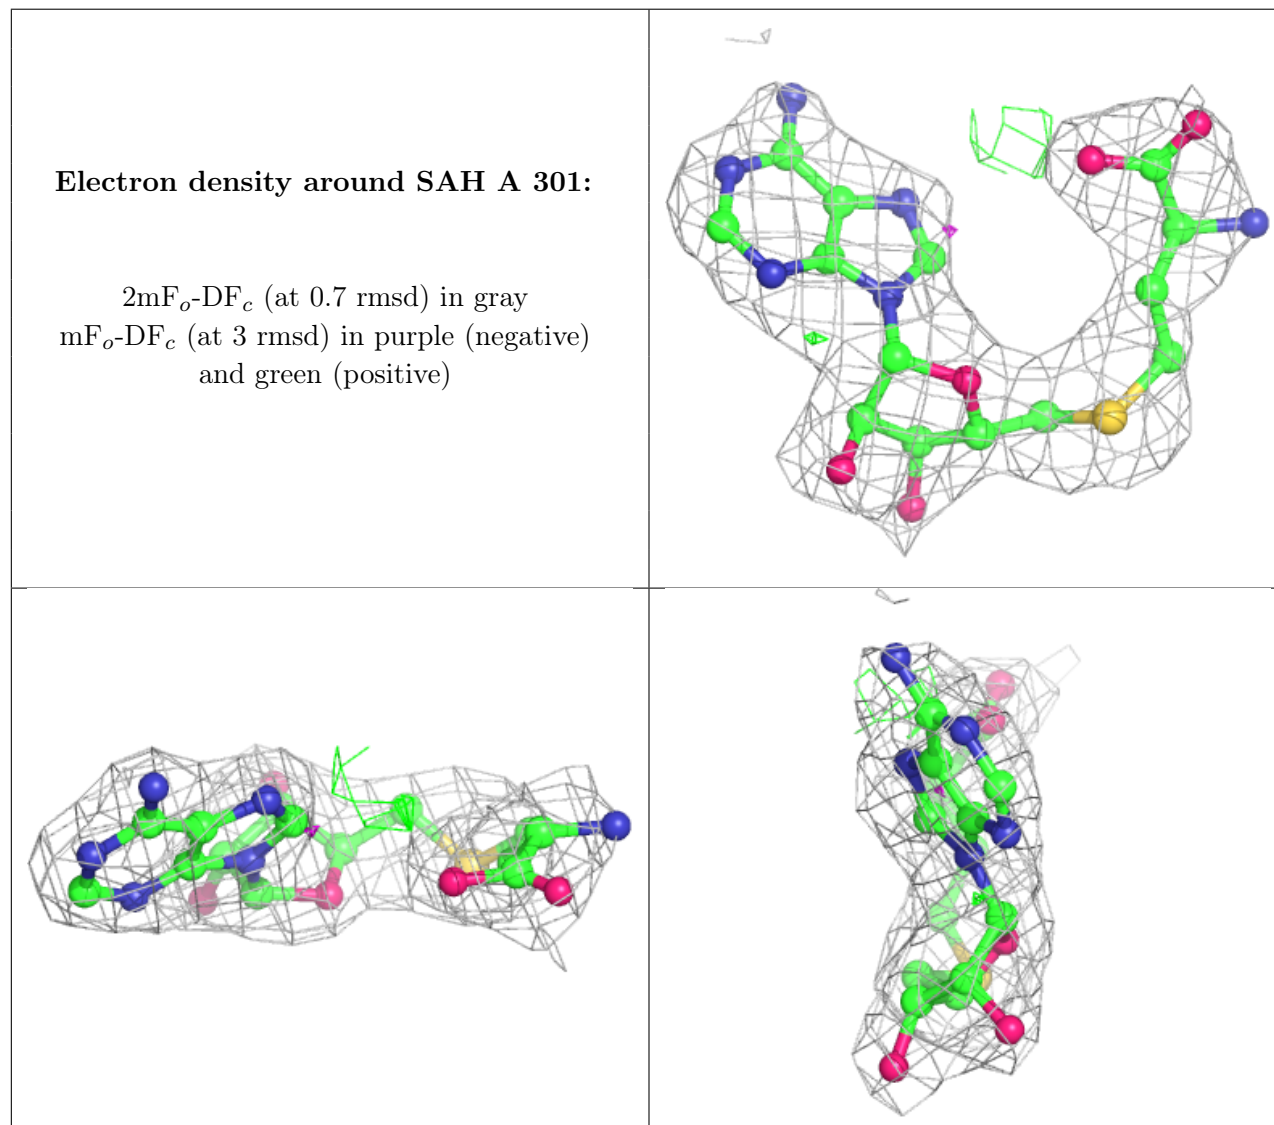 Electron density around SAH A 301:
2mFo-DFc (at 0.7 rmsd) in gray
mFo-DFc (at 3 rmsd) in purple (negative)
and green (positive)